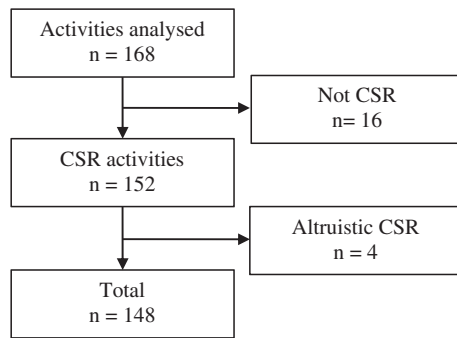 Activities analysed
n = 168
Not CSR
n= 16
CSR activities
n = 152
Altruistic CSR
n = 4
Total
n = 148